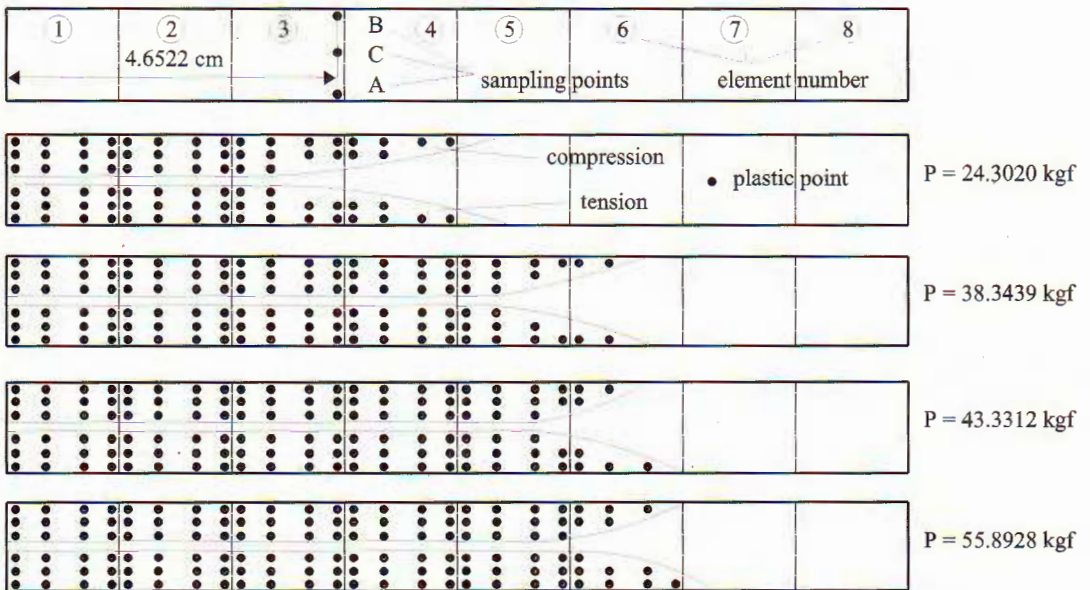 1 2 3 B 4 5 6 7 8
4.6522 cm C
A sampling points element number
compression
tension
plastic point
P = 24.3020 kgf
P = 38.3439 kgf
P = 43.3312 kgf
P = 55.8928 kgf